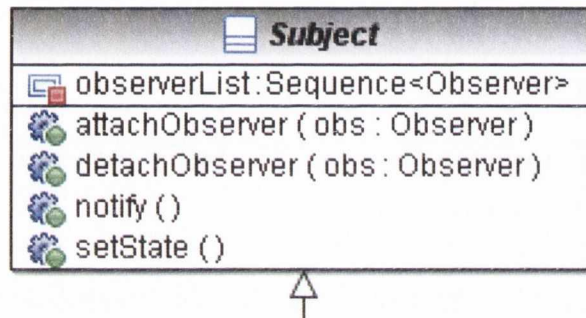 Subject
observerList:Sequence<Observer>
attachObserver ( obs : Observer )
detachObserver ( obs : Observer )
notify ()
setState ()